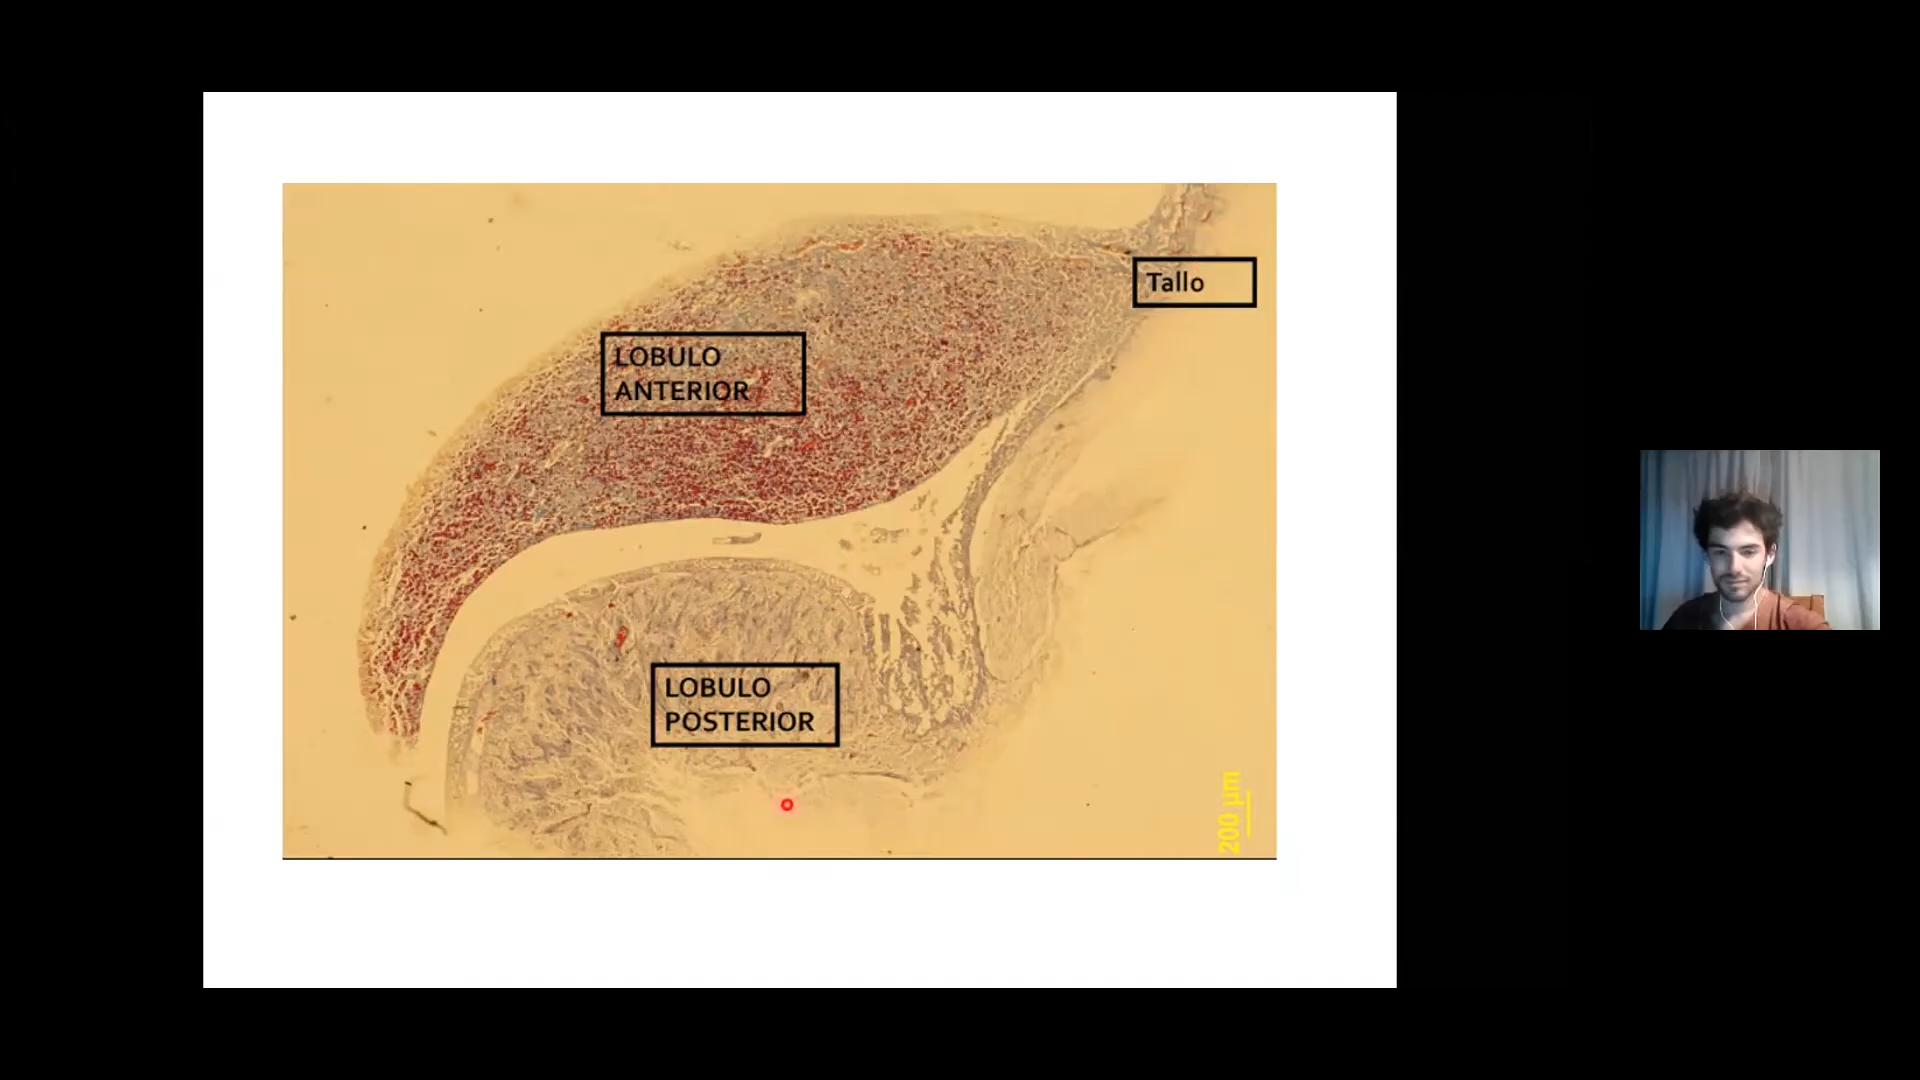 Tallo
LOBULO
ANTERIOR
LOBULO
POSTERIOR
200 µm